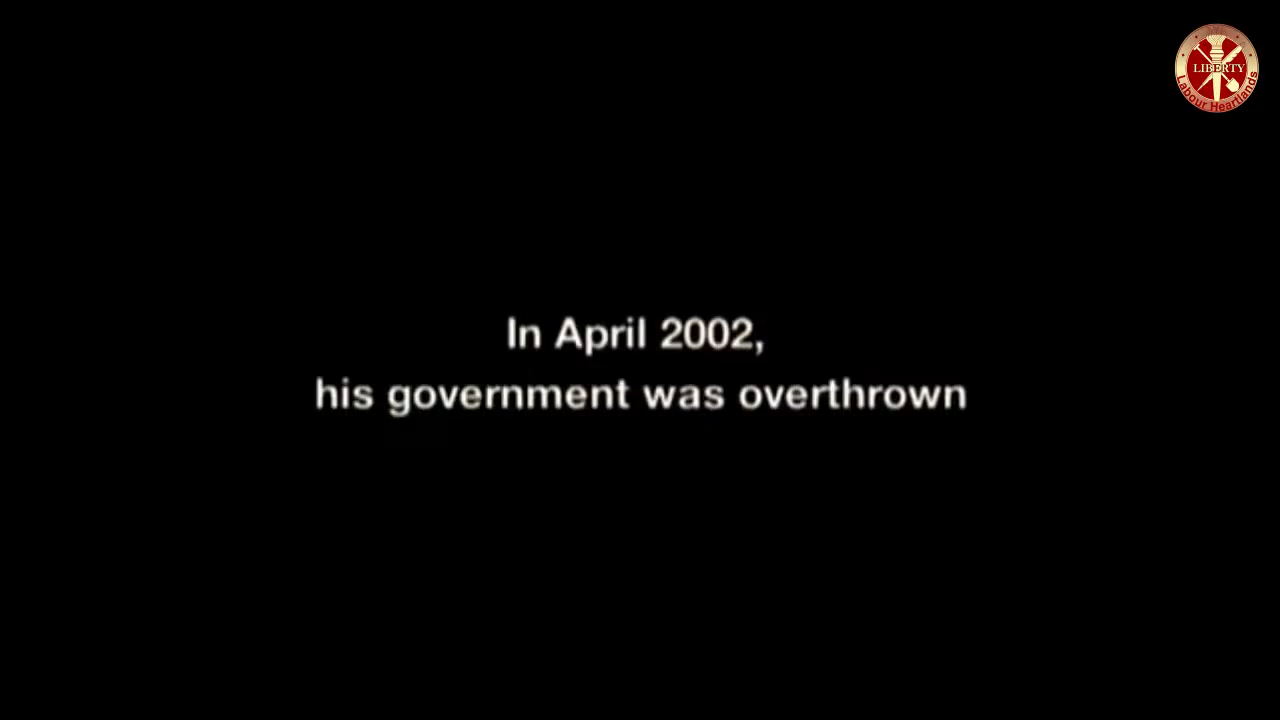 LIBERTY
Labour Heartlands
In April 2002,
his government was overthrown